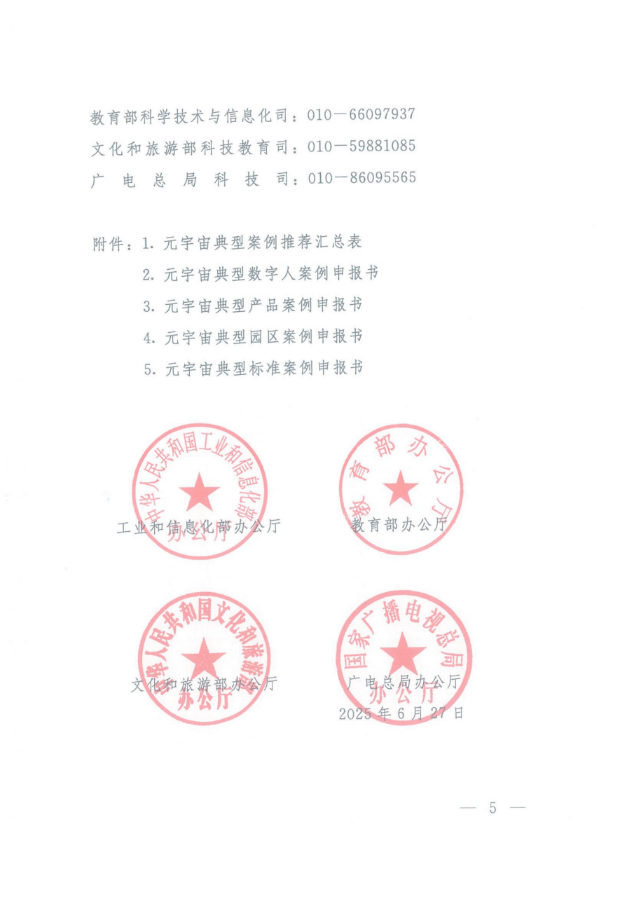 教育部科学技术与信息化司：010－66097937
文化和旅游部科技教育司：010－59881085
广电总局科技司：010－86095565
附件：1. 元宇宙典型案例推荐汇总表
2. 元宇宙典型数字人案例申报书
3. 元宇宙典型产品案例申报书
4. 元宇宙典型园区案例申报书
5. 元宇宙典型标准案例申报书
中华人民共和国工业和信息化部
办公厅
工业和信息化部办公厅
教育部办公厅
教育部办公厅
中华人民共和国文化和旅游部
办公厅
文化和旅游部办公厅
国家广播电视总局
办公厅
广电总局办公厅
2025年6月27日
— 5 —